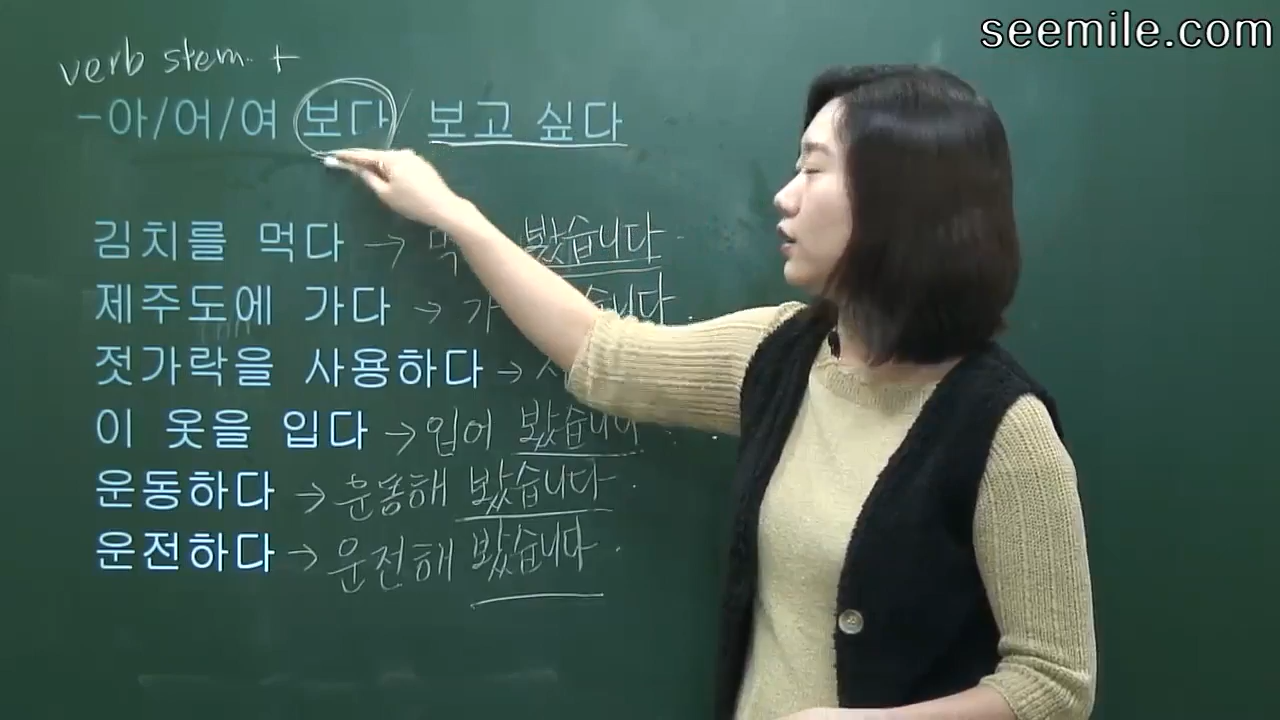 seemile.com
verb stem +
-아/어/여 보다/ 보고 싶다
김치를 먹다 → 봤습니다.
제주도에 가다 → 가
젓가락을 사용하다 →
이 옷을 입다 → 입어 봤습니다.
운동하다 → 운동해 봤습니다.
운전하다 → 운전해 봤습니다.